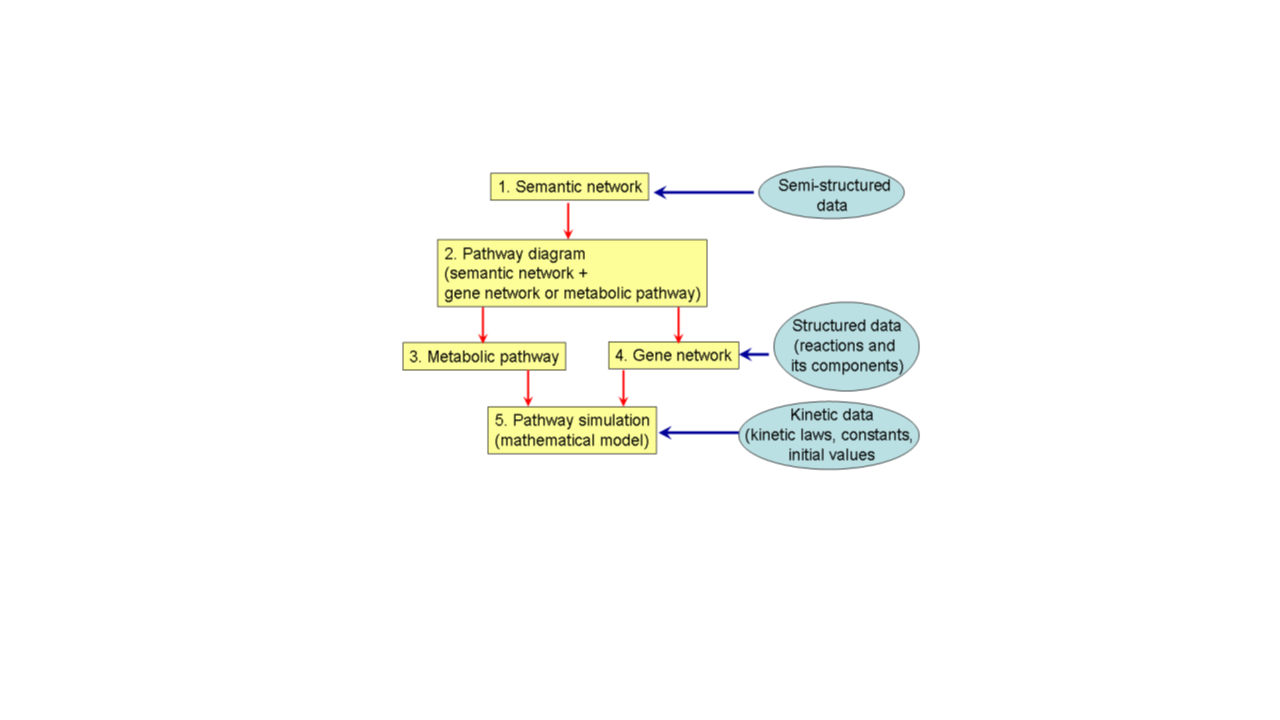 1. Semantic network
Semi-structured
data
2. Pathway diagram
(semantic network +
gene network or metabolic pathway)
3. Metabolic pathway
4. Gene network
Structured data
(reactions and
its components)
5. Pathway simulation
(mathematical model)
Kinetic data
(kinetic laws, constants,
initial values